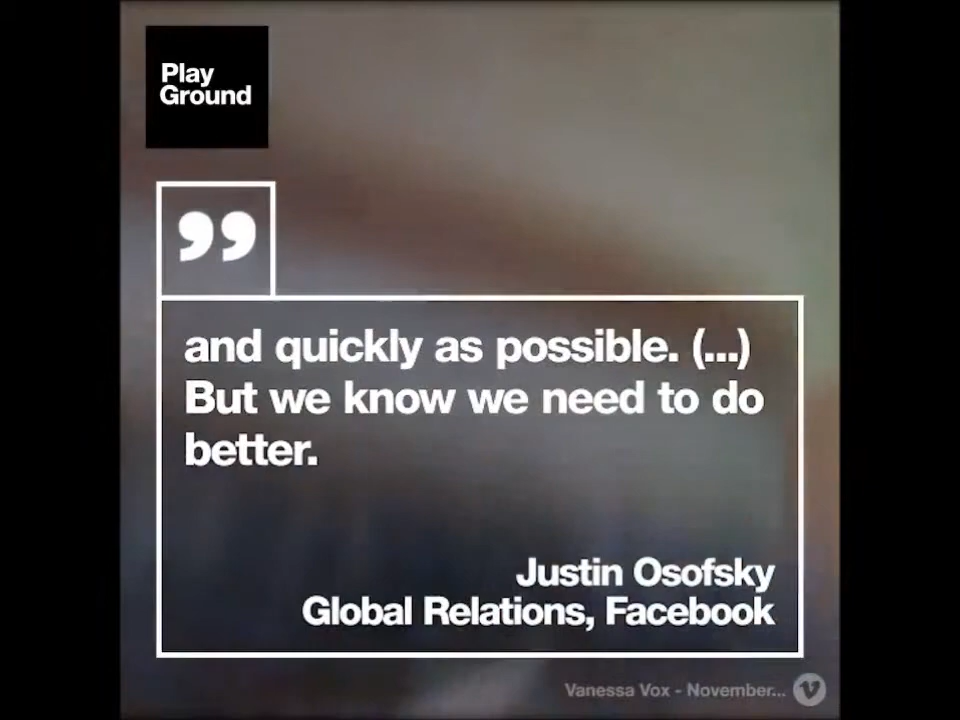 Play
Ground
”
and quickly as possible. (...)
But we know we need to do
better.
Justin Osofsky
Global Relations, Facebook
Vanessa Vox - November...